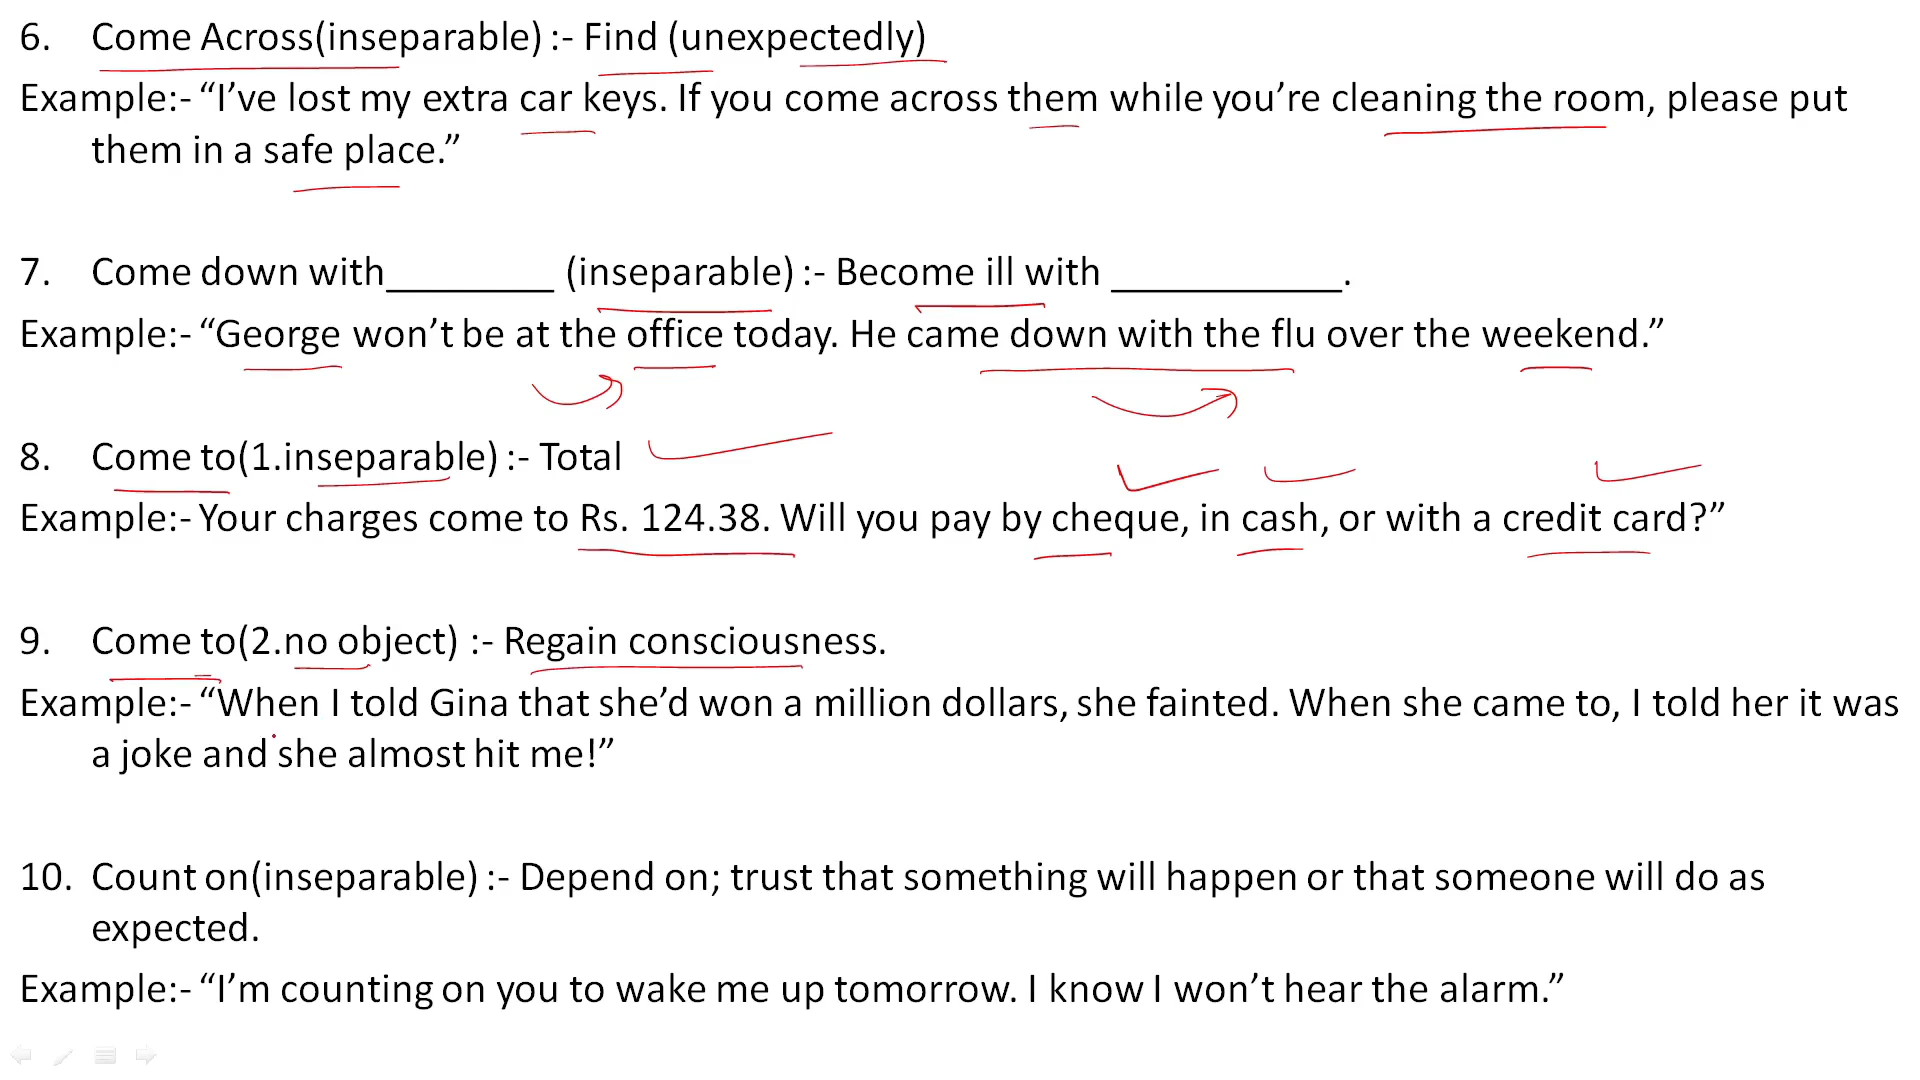 6. Come Across(inseparable) :- Find (unexpectedly)
Example:- “I’ve lost my extra car keys. If you come across them while you’re cleaning the room, please put
them in a safe place.”
7. Come down with________ (inseparable) :- Become ill with ___________.
Example:- “George won’t be at the office today. He came down with the flu over the weekend.”
8. Come to(1.inseparable) :- Total
Example:- Your charges come to Rs. 124.38. Will you pay by cheque, in cash, or with a credit card?”
9. Come to(2.no object) :- Regain consciousness.
Example:- “When I told Gina that she’d won a million dollars, she fainted. When she came to, I told her it was
a joke and she almost hit me!”
10. Count on(inseparable) :- Depend on; trust that something will happen or that someone will do as
expected.
Example:- “I’m counting on you to wake me up tomorrow. I know I won’t hear the alarm.”